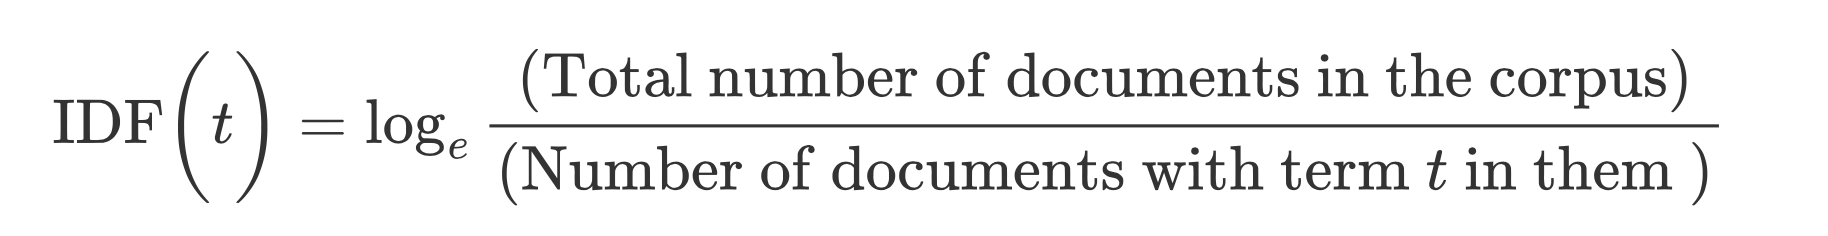 IDF(t) = log_e (Total number of documents in the corpus)
(Number of documents with term t in them )